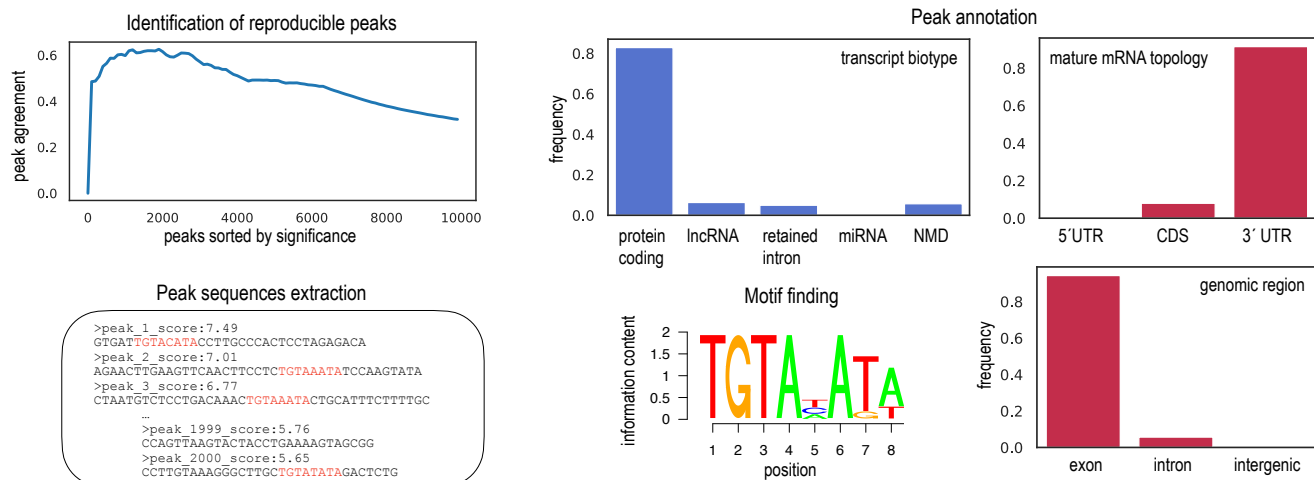 Identification of reproducible peaks
peak agreement
0.6
0.4
0.2
0.0
0
2000
4000
6000
8000
10000
peaks sorted by significance
Peak sequences extraction
>peak_1_score:7.49
GTGATTGTACATACCTTGCCCACTCCTAGAGACA
>peak_2_score:7.01
AGAACTTGAAGTTCAACTTCCTCTGTAAATATCCAAGTATA
>peak_3_score:6.77
CTAATGTCTCCTGACAAACTGTAAATACTGCATTTCTTTTGC
…
>peak_1999_score:5.76
CCAGTTAAGTACTACCTGAAAAGTAGCGG
>peak_2000_score:5.65
CCTTGTAAAGGGCTTGCTGTATATAGACTCTG
Peak annotation
transcript biotype
frequency
0.8
0.6
0.4
0.2
0.0
protein coding
lncRNA
retained intron
miRNA
NMD
mature mRNA topology
0.8
0.6
0.4
0.2
0.0
5´UTR
CDS
3´ UTR
Motif finding
information content
2
1.5
1
0.5
0
TGTA
T
C
A
A
T
G
A
T
1 2 3 4 5 6 7 8
position
genomic region
frequency
0.8
0.6
0.4
0.2
0.0
exon
intron
intergenic